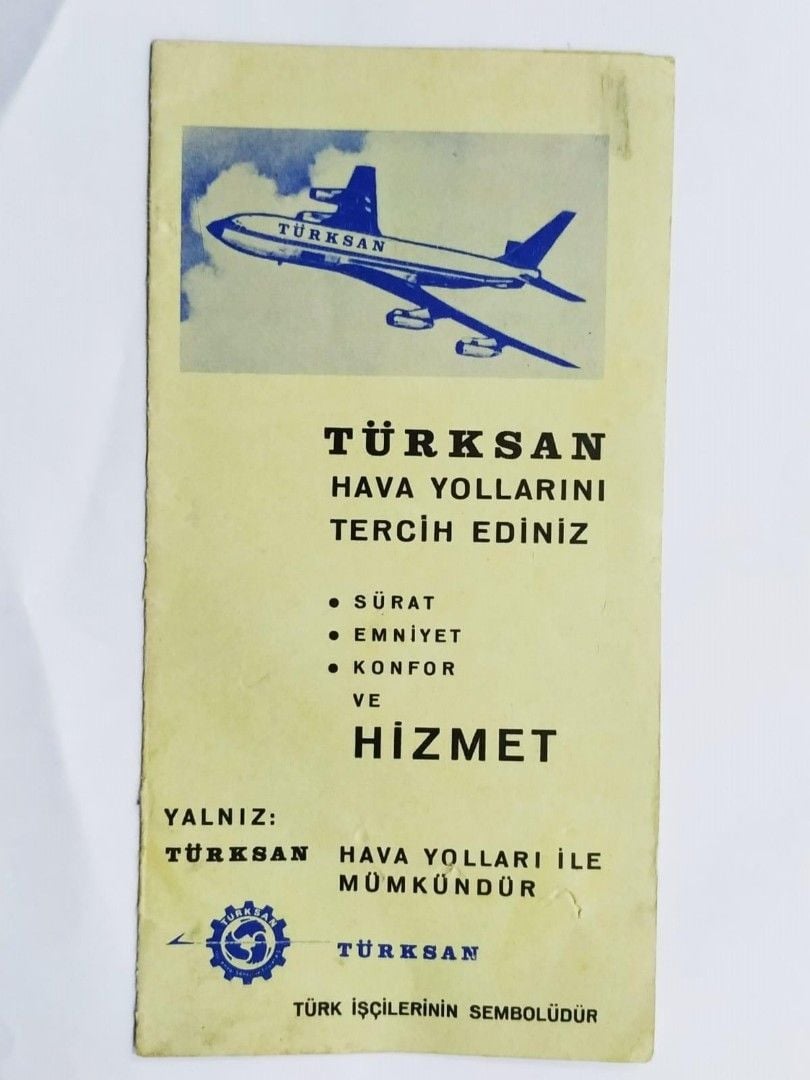 TÜRKSAN
TÜRKSAN
HAVA YOLLARINI
TERCİH EDİNİZ
• SÜRAT
• EMNİYET
• KONFOR
VE
HİZMET
YALNIZ:
TÜRKSAN HAVA YOLLARI İLE
MÜMKÜNDÜR
TÜRKSAN
TÜRKSAN
TÜRK İŞÇİLERİNİN SEMBOLÜDÜR